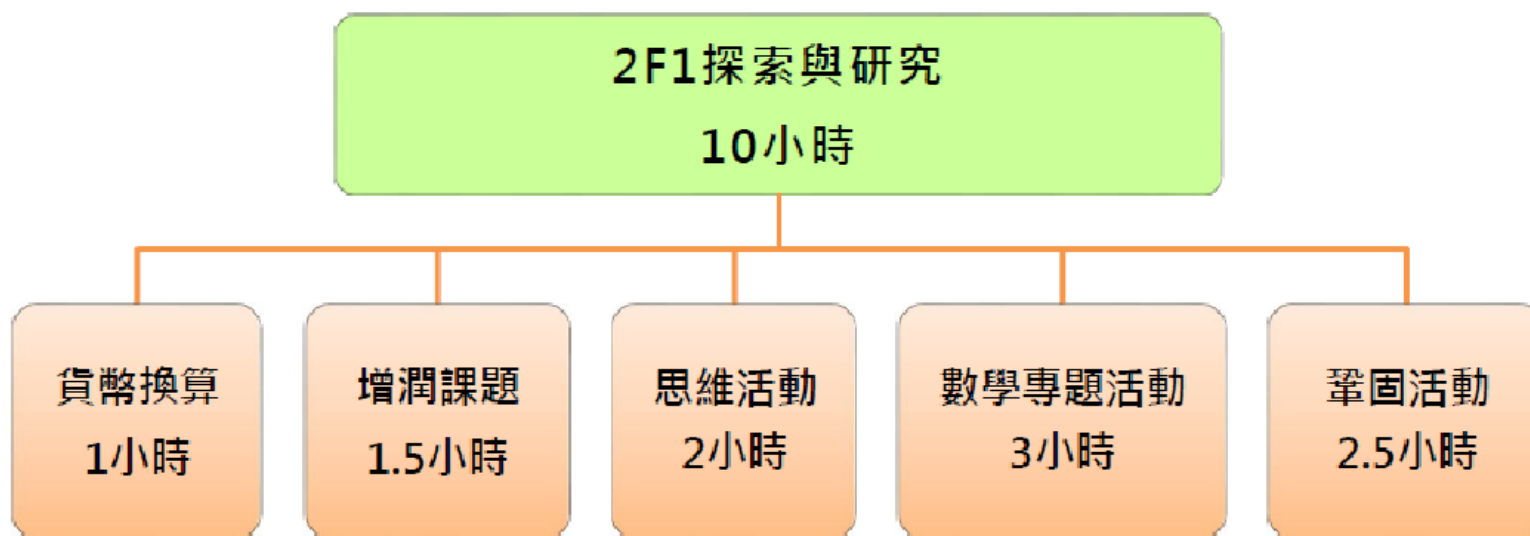 2F1探索與研究
10小時
貨幣換算
1小時
增潤課題
1.5小時
思維活動
2小時
數學專題活動
3小時
鞏固活動
2.5小時